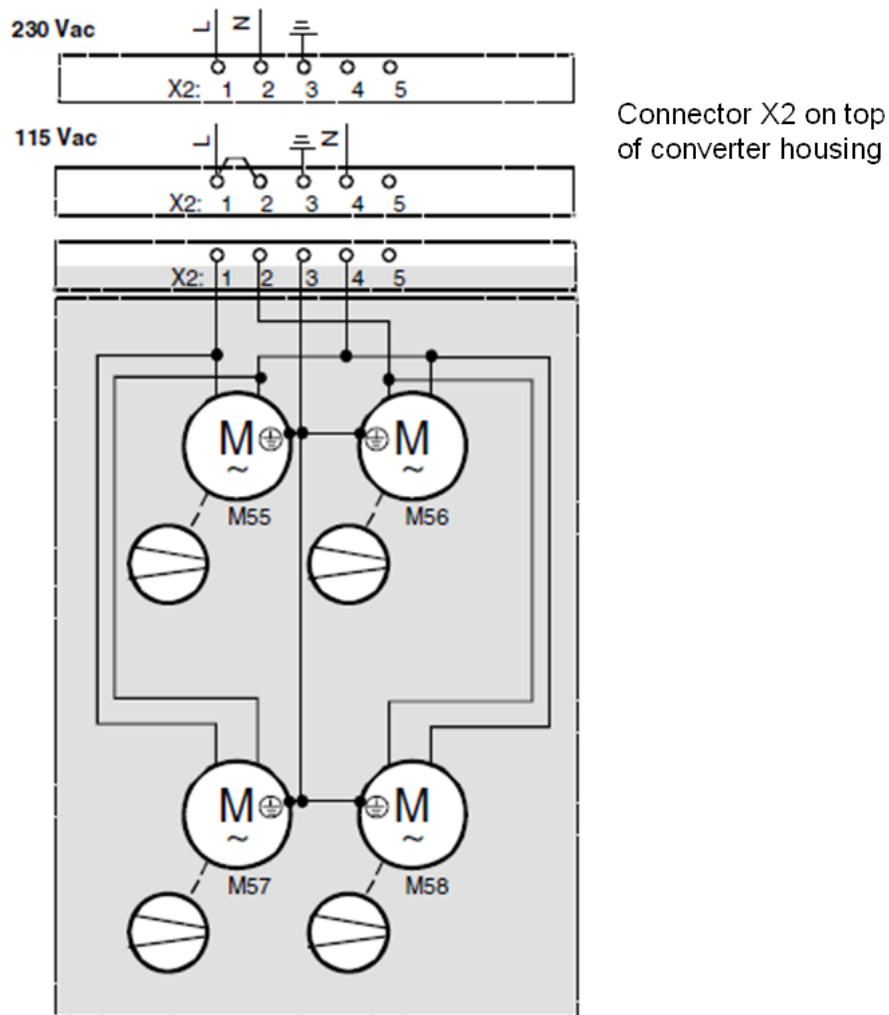 230 Vac
L N
X2: 1 2 3 4 5
Connector X2 on top
of converter housing
115 Vac
L N
X2: 1 2 3 4 5
X2: 1 2 3 4 5
M M
~ ~
M55 M56
M M
~ ~
M57 M58